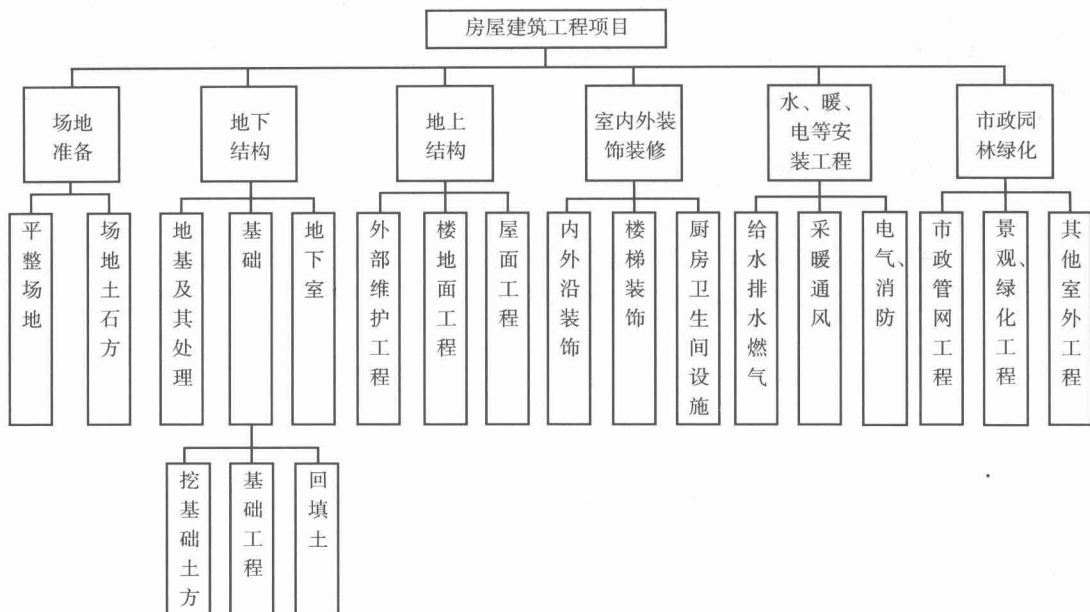 房屋建筑工程项目
场地
准备
地下
结构
地上
结构
室内外装
饰装修
水、暖、
电等安
装工程
市政园
林绿化
平整场地
场地土石方
地基及其处理
基础
地下室
外部维护工程
楼地面工程
屋面工程
内外沿装饰
楼梯装饰
厨房卫生间设施
给水排水燃气
采暖通风
电气、消防
市政管网工程
景观、绿化工程
其他室外工程
挖基础土方
基础工程
回填土